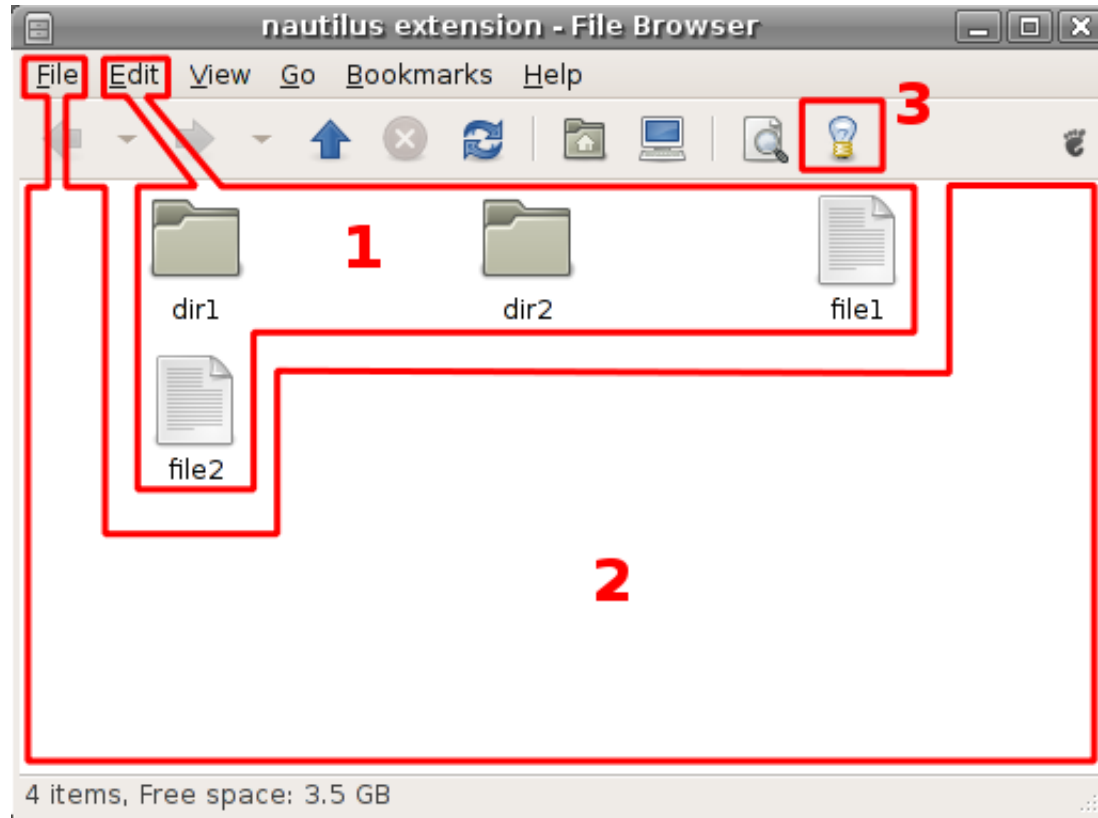 nautilus extension - File Browser
File Edit View Go Bookmarks Help
3
1
dir1 dir2 file1
file2
2
4 items, Free space: 3.5 GB